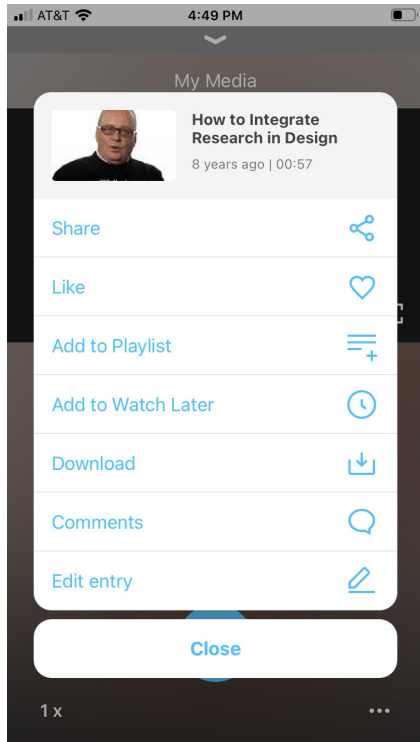 AT&T
4:49 PM
My Media
How to Integrate
Research in Design
8 years ago | 00:57
Share
Like
Add to Playlist
Add to Watch Later
Download
Comments
Edit entry
Close
1 x